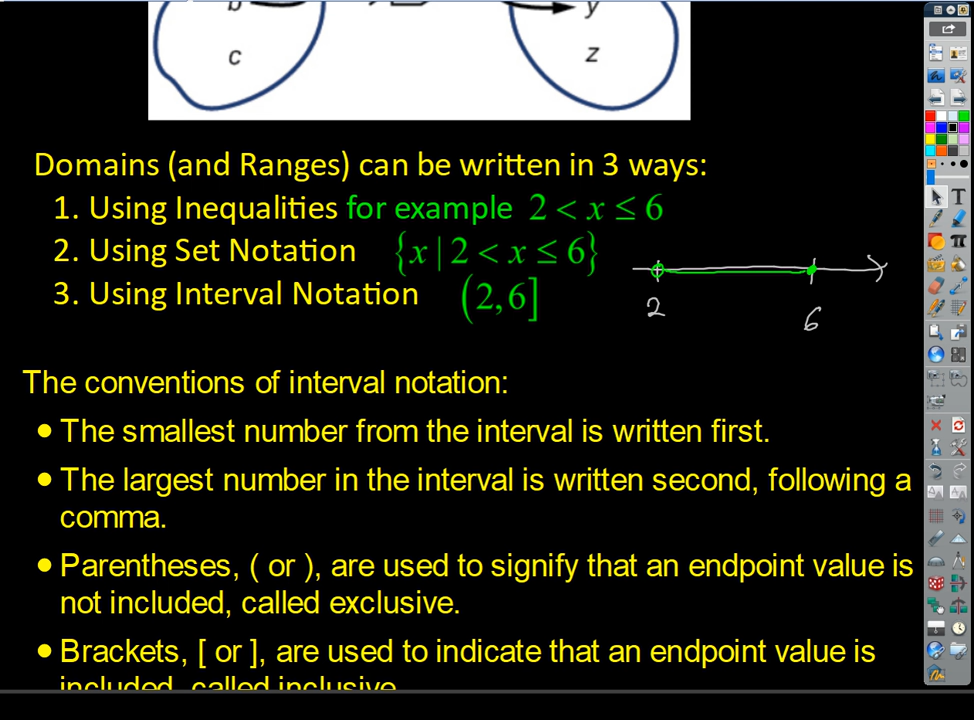 b y
c z
Domains (and Ranges) can be written in 3 ways:
1. Using Inequalities for example 2 < x ≤ 6
2. Using Set Notation {x | 2 < x ≤ 6}
3. Using Interval Notation (2,6]
2 6
The conventions of interval notation:
• The smallest number from the interval is written first.
• The largest number in the interval is written second, following a
comma.
• Parentheses, ( or ), are used to signify that an endpoint value is
not included, called exclusive.
• Brackets, [ or ], are used to indicate that an endpoint value is
included, called inclusive.